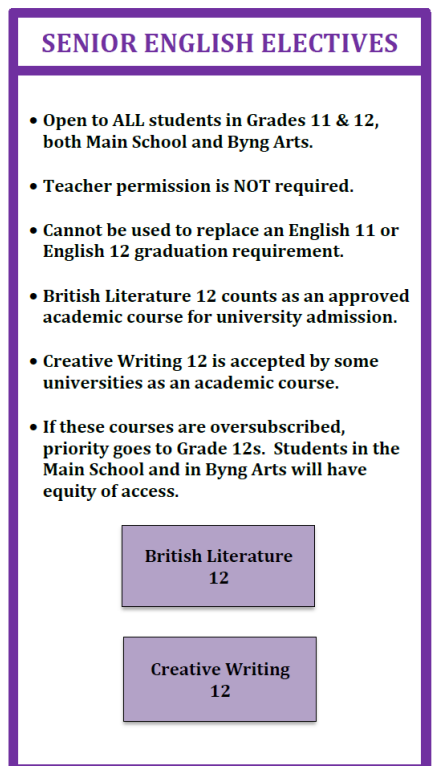 SENIOR ENGLISH ELECTIVES
• Open to ALL students in Grades 11 & 12,
both Main School and Byng Arts.
• Teacher permission is NOT required.
• Cannot be used to replace an English 11 or
English 12 graduation requirement.
• British Literature 12 counts as an approved
academic course for university admission.
• Creative Writing 12 is accepted by some
universities as an academic course.
• If these courses are oversubscribed,
priority goes to Grade 12s.  Students in the
Main School and in Byng Arts will have
equity of access.
British Literature
12
Creative Writing
12